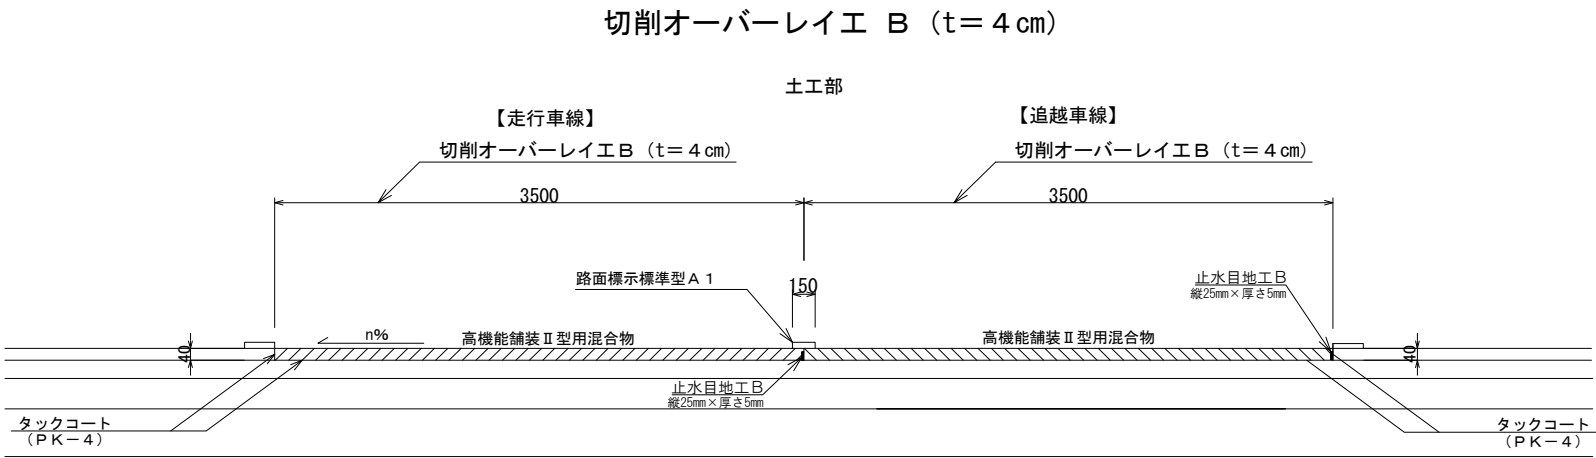 切削オーバーレイ工 Ｂ（t＝４㎝）
土工部
【走行車線】
【追越車線】
切削オーバーレイ工Ｂ（t＝４㎝）
切削オーバーレイ工Ｂ（t＝４㎝）
3500
3500
路面標示標準型Ａ１
150
止水目地工Ｂ
縦25mm×厚さ5mm
n%
高機能舗装Ⅱ型用混合物
高機能舗装Ⅱ型用混合物
40
40
止水目地工Ｂ
縦25mm×厚さ5mm
タックコート
（ＰＫ－４）
タックコート
（ＰＫ－４）